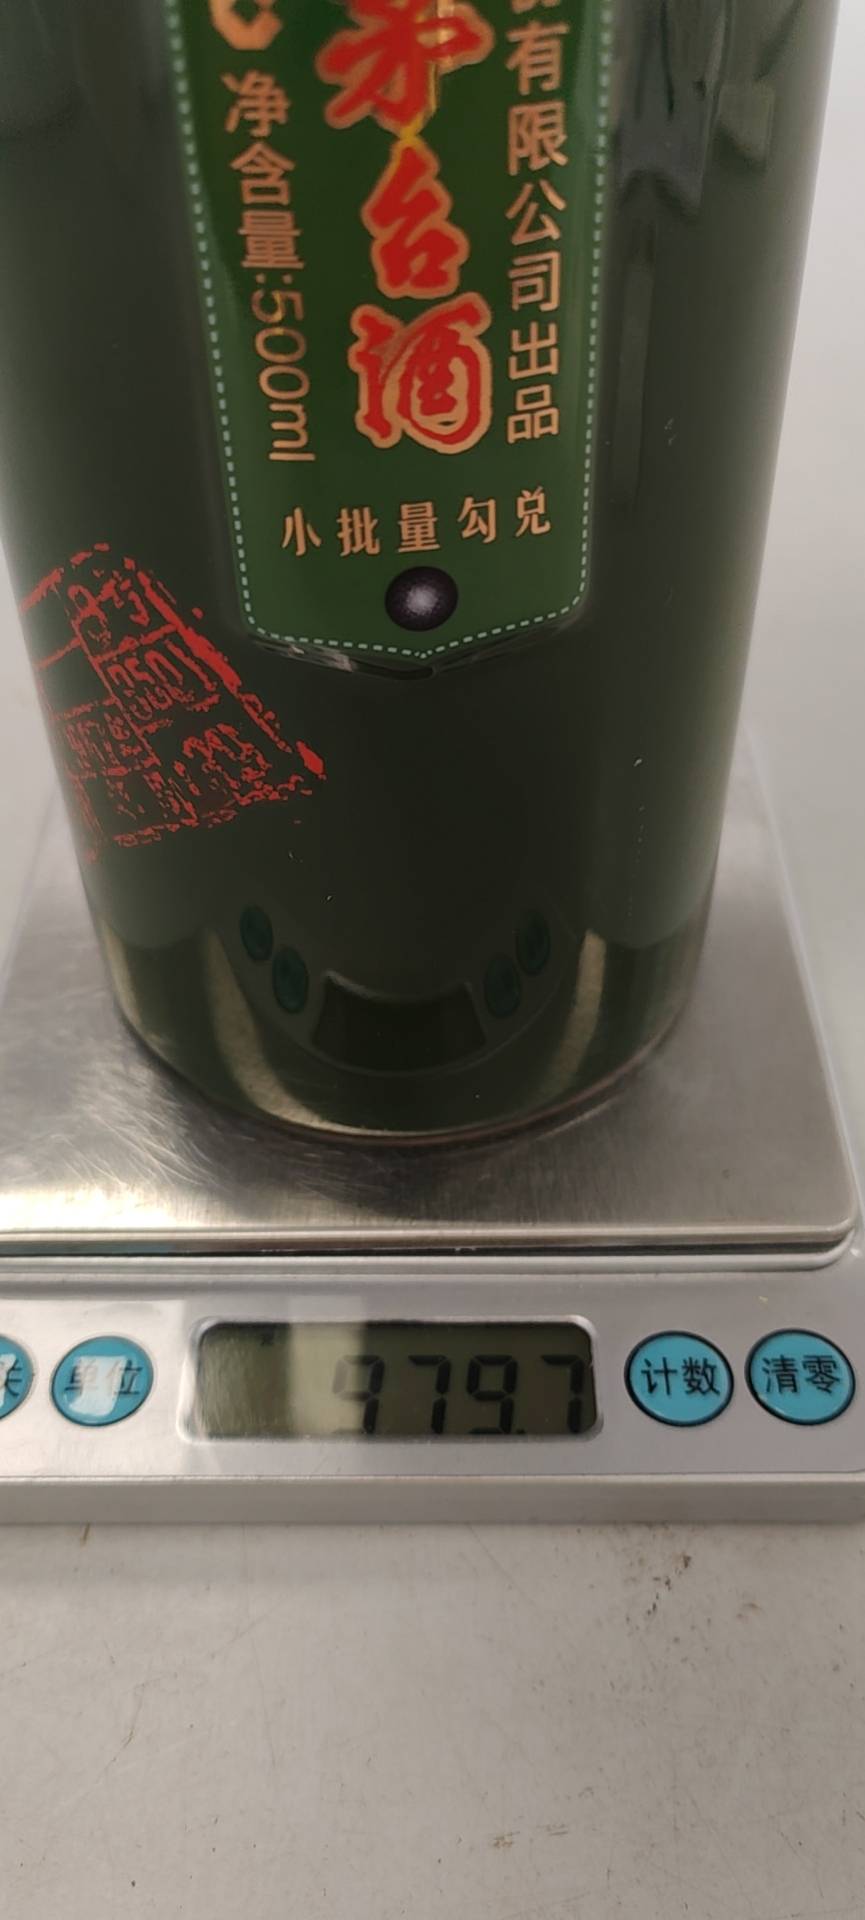 有限公司出品
茅台酒
净含量:500ml
小批量勾兑
单位
979.7
计数
清零